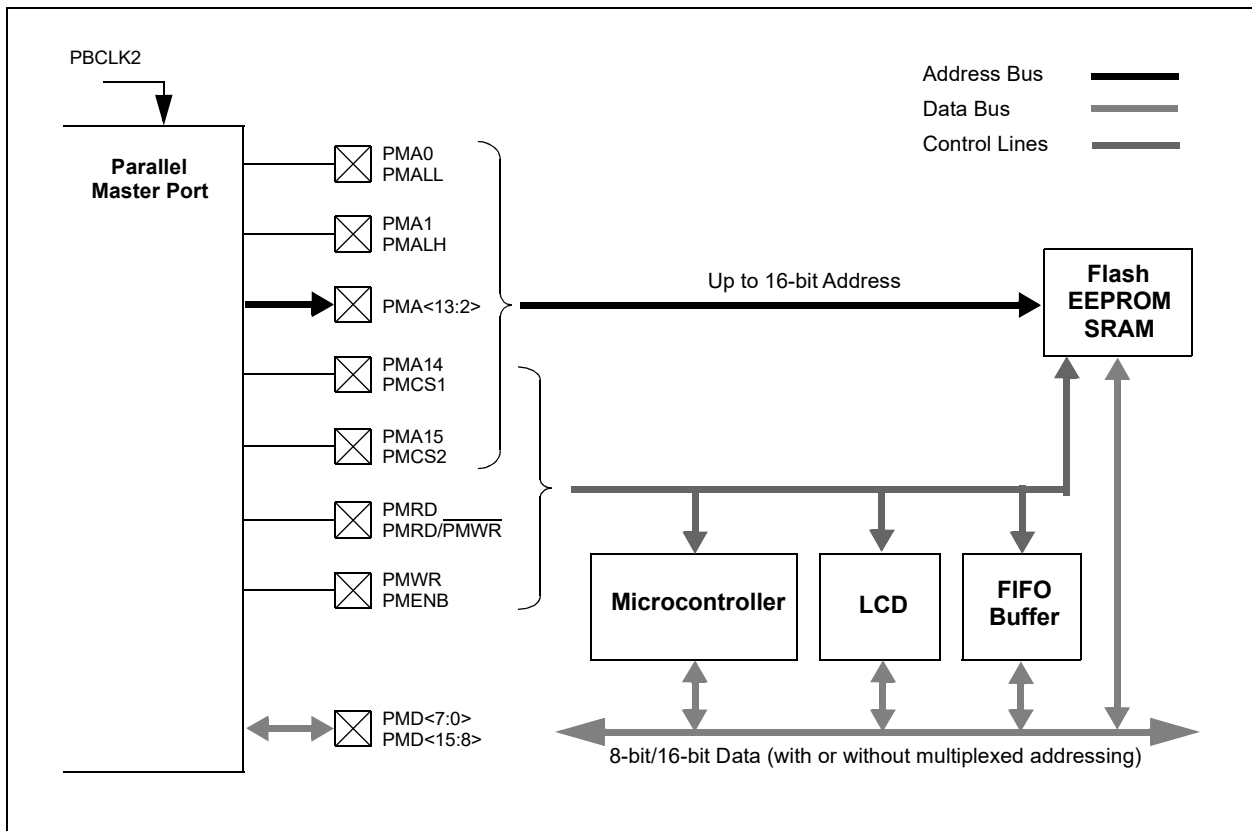 PBCLK2
Address Bus
Data Bus
Control Lines
Parallel
Master Port
PMA0
PMALL
PMA1
PMALH
PMA<13:2>
PMA14
PMCS1
PMA15
PMCS2
PMRD
PMRD/PMWR
PMWR
PMENB
PMD<7:0>
PMD<15:8>
Up to 16-bit Address
Flash
EEPROM
SRAM
Microcontroller
LCD
FIFO
Buffer
8-bit/16-bit Data (with or without multiplexed addressing)